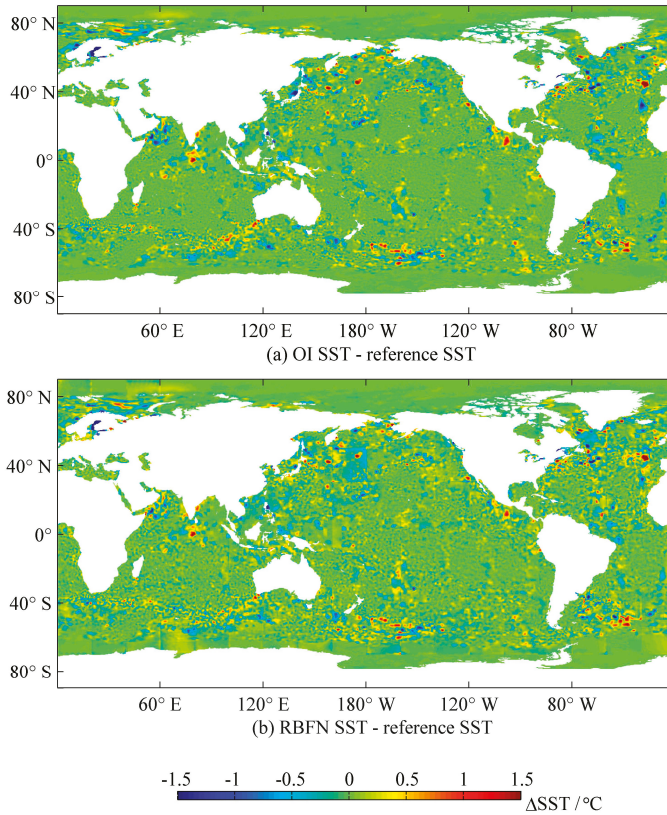 80° N
40° N
0°
40° S
80° S
60° E 120° E 180° W 120° W 80° W
(a) OI SST - reference SST
80° N
40° N
0°
40° S
80° S
60° E 120° E 180° W 120° W 80° W
(b) RBFN SST - reference SST
-1.5 -1 -0.5 0 0.5 1.0 1.5
ΔSST /°C